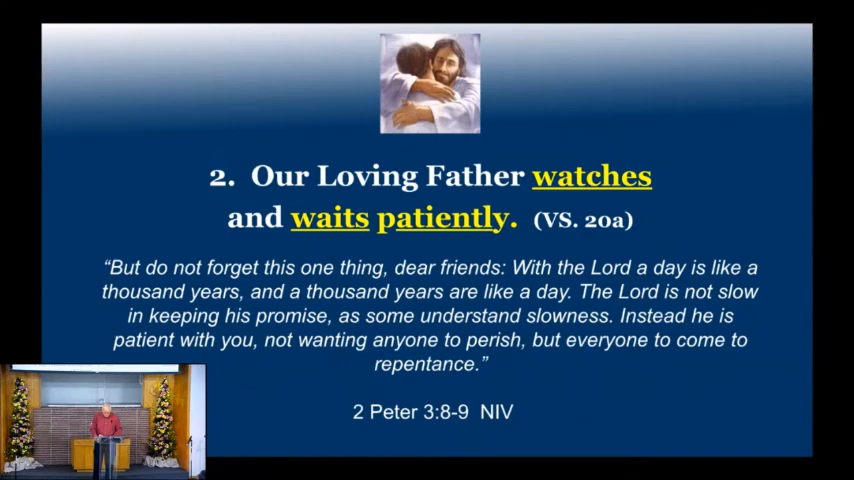 2. Our Loving Father watches
and waits patiently. (VS. 20a)
“But do not forget this one thing, dear friends: With the Lord a day is like a
thousand years, and a thousand years are like a day. The Lord is not slow
in keeping his promise, as some understand slowness. Instead he is
patient with you, not wanting anyone to perish, but everyone to come to
repentance.”
2 Peter 3:8-9 NIV